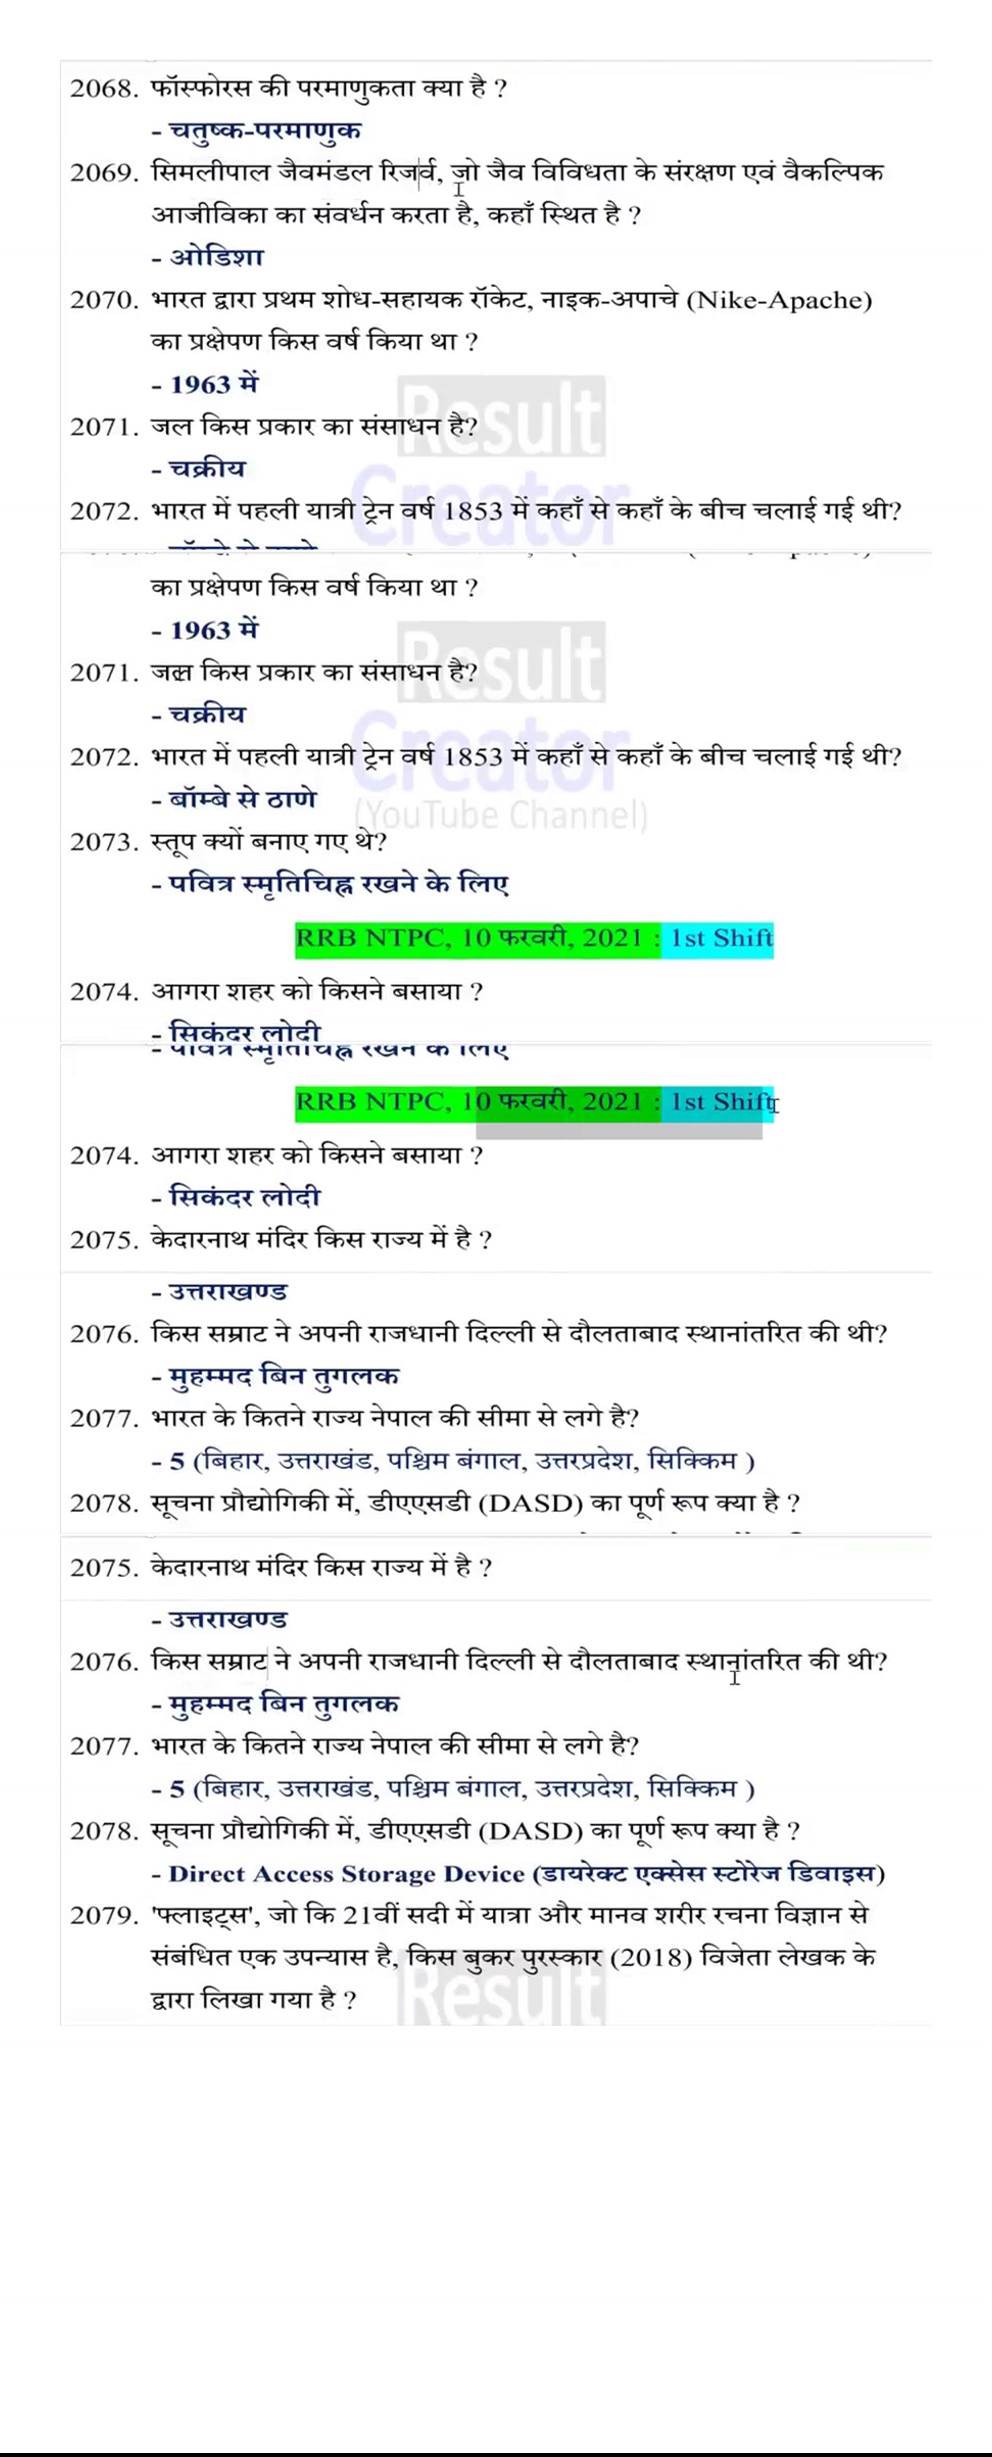 2068. फॉस्फोरस की परमाणुकता क्या है ?
- चतुष्क-परमाणुक
2069. सिमलीपाल जैवमंडल रिजर्व, जो जैव विविधता के संरक्षण एवं वैकल्पिक
आजीविका का संवर्धन करता है, कहाँ स्थित है ?
- ओडिशा
2070. भारत द्वारा प्रथम शोध-सहायक रॉकेट, नाइक-अपाचे (Nike-Apache)
का प्रक्षेपण किस वर्ष किया था ?
- 1963 में
Result
2071. जल किस प्रकार का संसाधन है?
- चक्रीय
Creator
2072. भारत में पहली यात्री ट्रेन वर्ष 1853 में कहाँ से कहाँ के बीच चलाई गई थी?
का प्रक्षेपण किस वर्ष किया था ?
- 1963 में
Result
2071. जल किस प्रकार का संसाधन है?
- चक्रीय
Creator
2072. भारत में पहली यात्री ट्रेन वर्ष 1853 में कहाँ से कहाँ के बीच चलाई गई थी?
- बॉम्बे से ठाणे
(YouTube Channel)
2073. स्तूप क्यों बनाए गए थे?
- पवित्र स्मृतिचिह्न रखने के लिए
RRB NTPC, 10 फरवरी, 2021 : 1st Shift
2074. आगरा शहर को किसने बसाया ?
- सिकंदर लोदी
- पवित्र स्मृतिचिह्न रखने के लिए
RRB NTPC, 10 फरवरी, 2021 : 1st Shift
2074. आगरा शहर को किसने बसाया ?
- सिकंदर लोदी
2075. केदारनाथ मंदिर किस राज्य में है ?
- उत्तराखण्ड
2076. किस सम्राट ने अपनी राजधानी दिल्ली से दौलताबाद स्थानांतरित की थी?
- मुहम्मद बिन तुगलक
2077. भारत के कितने राज्य नेपाल की सीमा से लगे है?
- 5 (बिहार, उत्तराखंड, पश्चिम बंगाल, उत्तरप्रदेश, सिक्किम )
2078. सूचना प्रौद्योगिकी में, डीएएसडी (DASD) का पूर्ण रूप क्या है ?
2075. केदारनाथ मंदिर किस राज्य में है ?
- उत्तराखण्ड
2076. किस सम्राट ने अपनी राजधानी दिल्ली से दौलताबाद स्थानांतरित की थी?
- मुहम्मद बिन तुगलक
2077. भारत के कितने राज्य नेपाल की सीमा से लगे है?
- 5 (बिहार, उत्तराखंड, पश्चिम बंगाल, उत्तरप्रदेश, सिक्किम )
2078. सूचना प्रौद्योगिकी में, डीएएसडी (DASD) का पूर्ण रूप क्या है ?
- Direct Access Storage Device (डायरेक्ट एक्सेस स्टोरेज डिवाइस)
2079. 'फ्लाइट्स', जो कि 21वीं सदी में यात्रा और मानव शरीर रचना विज्ञान से
संबंधित एक उपन्यास है, किस बुकर पुरस्कार (2018) विजेता लेखक के
द्वारा लिखा गया है ?
Result